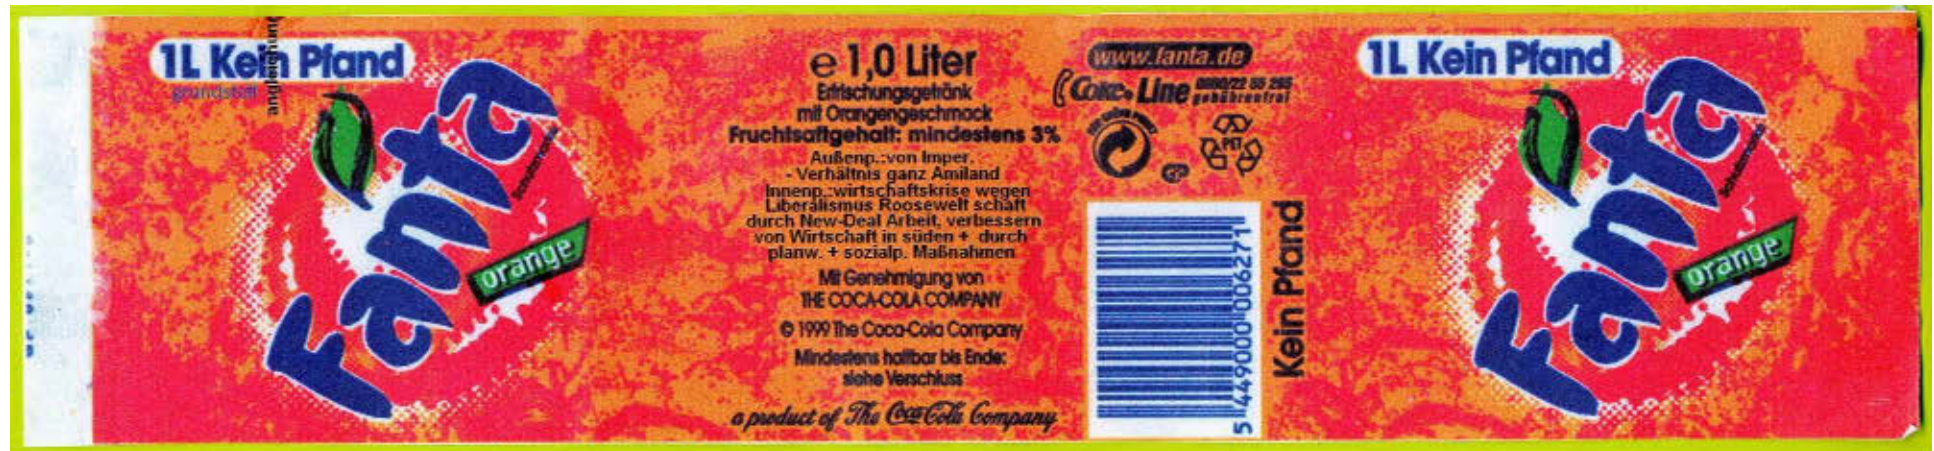 1L Kein Pfand
grundstoff
angleichung
Fanta
orange
e 1,0 Liter
Erfrischungsgetränk
mit Orangengeschmack
Fruchtsaftgehalt: mindestens 3%
Außenp.:von Imper.
- Verhältnis ganz Amiland
Innenp.:wirtschaftskrise wegen
Liberalismus Roosewelt schaft
durch New-Deal Arbeit, verbessern
von Wirtschaft in süden + durch
planw. + sozialp. Maßnahmen
Mit Genehmigung von
THE COCA-COLA COMPANY
© 1999 The Coca-Cola Company
Mindestens haltbar bis Ende:
siehe Verschluss
a product of The Coca-Cola Company
www.fanta.de
Coke Line
gebührenfrei
PET
5 449000 006271
Kein Pfand
1L Kein Pfand
Fanta
orange